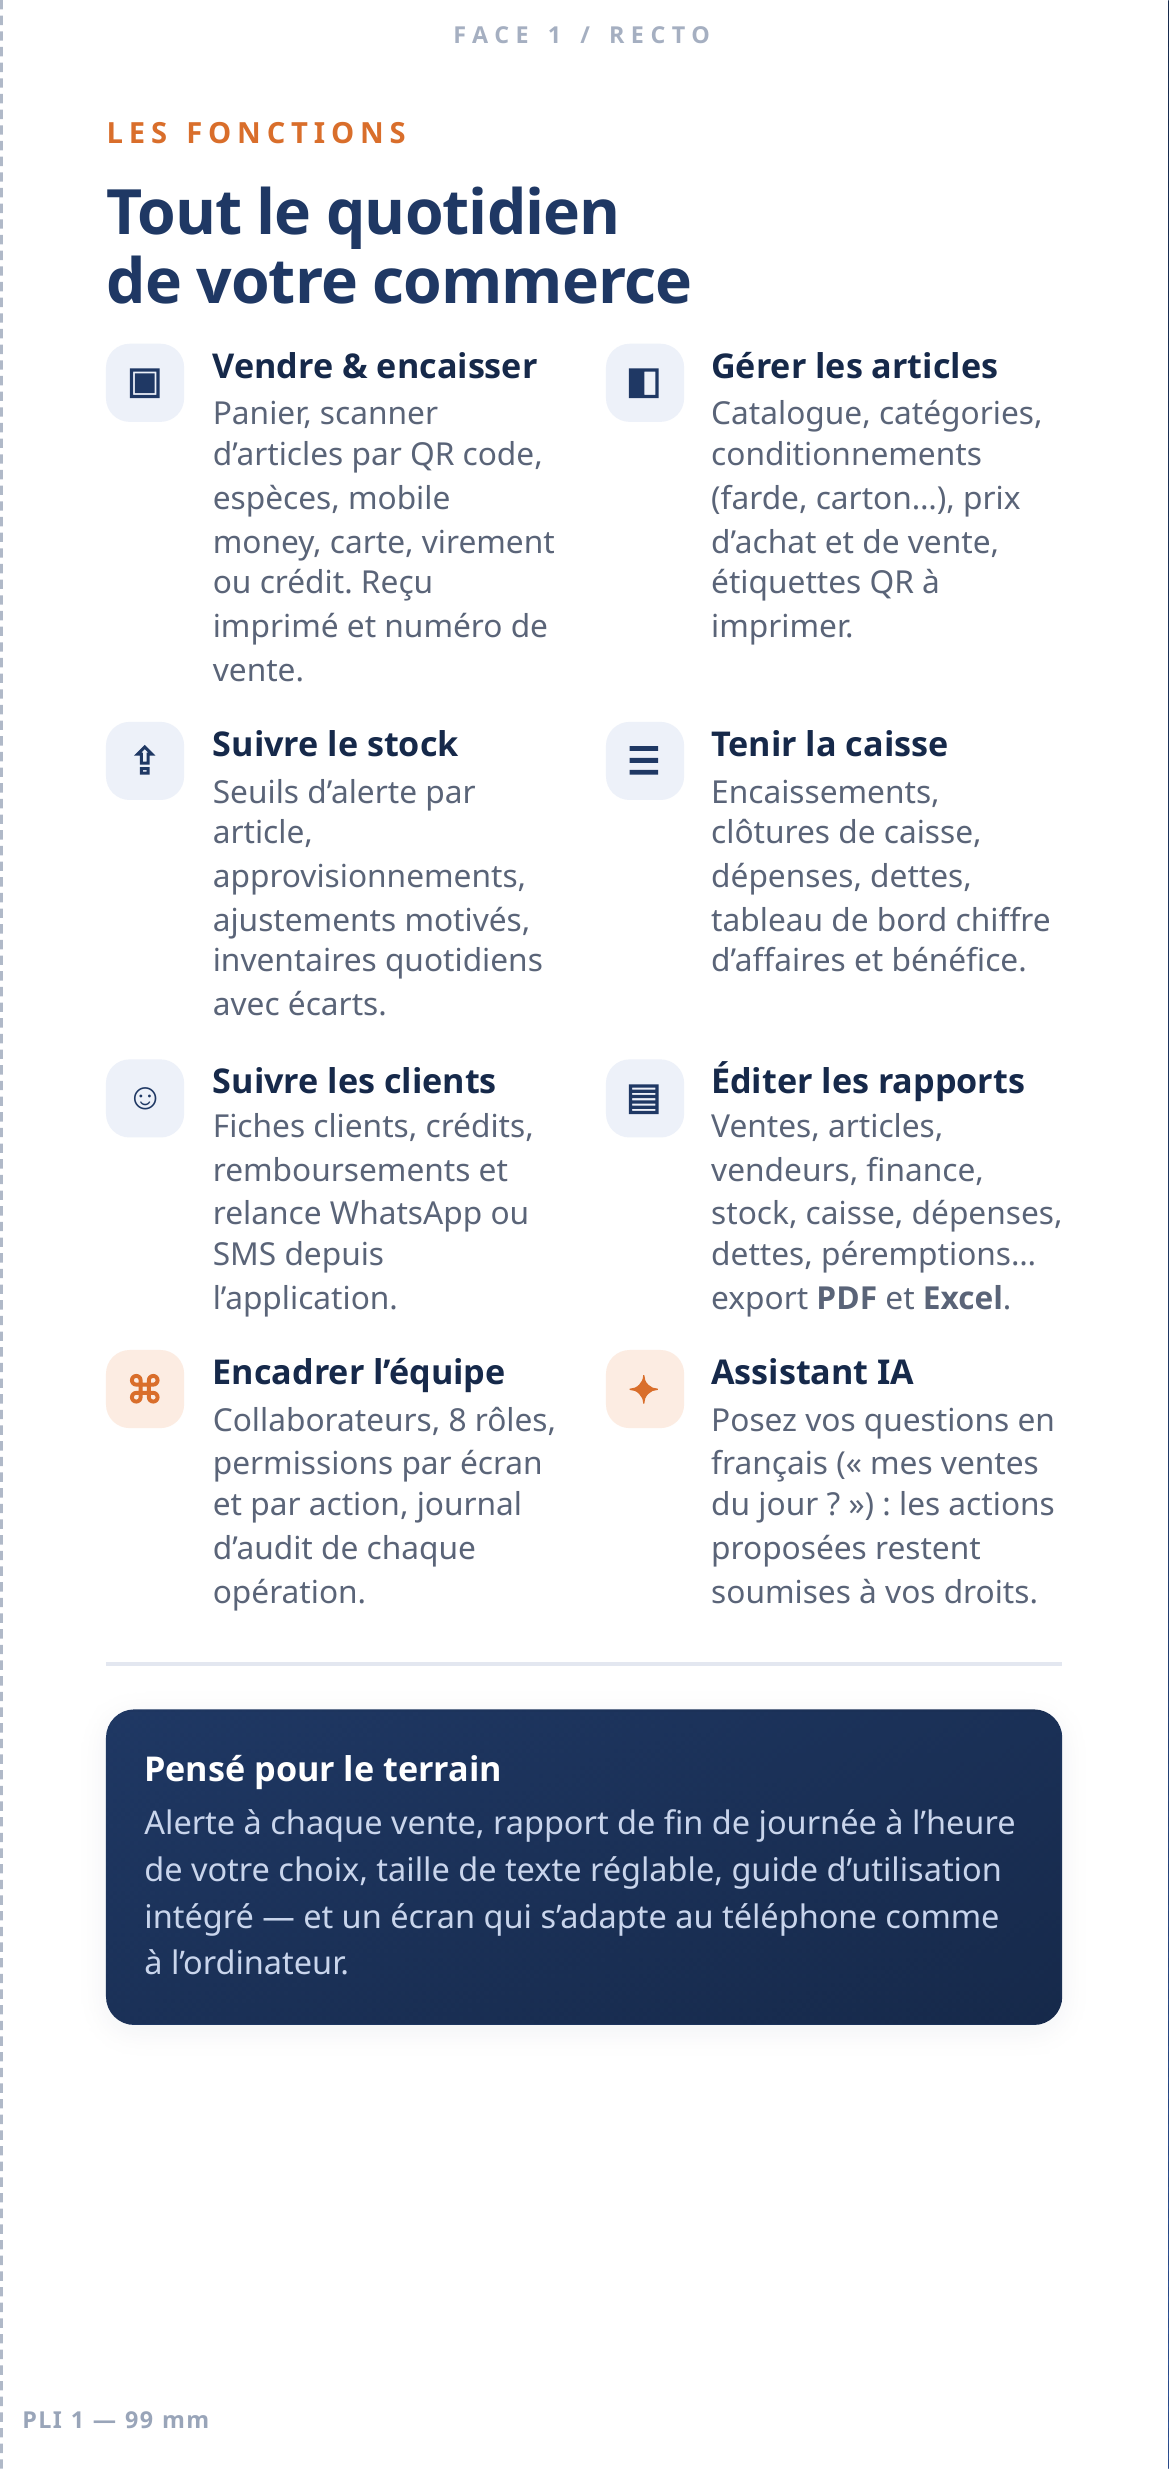 FACE 1 / RECTO
LES FONCTIONS
Tout le quotidien
de votre commerce
Vendre & encaisser
Panier, scanner
d’articles par QR code,
espèces, mobile
money, carte, virement
ou crédit. Reçu
imprimé et numéro de
vente.
Gérer les articles
Catalogue, catégories,
conditionnements
(farde, carton…), prix
d’achat et de vente,
étiquettes QR à
imprimer.
Suivre le stock
Seuils d’alerte par
article,
approvisionnements,
ajustements motivés,
inventaires quotidiens
avec écarts.
Tenir la caisse
Encaissements,
clôtures de caisse,
dépenses, dettes,
tableau de bord chiffre
d’affaires et bénéfice.
Suivre les clients
Fiches clients, crédits,
remboursements et
relance WhatsApp ou
SMS depuis
l’application.
Éditer les rapports
Ventes, articles,
vendeurs, finance,
stock, caisse, dépenses,
dettes, péremptions…
export PDF et Excel.
Encadrer l’équipe
Collaborateurs, 8 rôles,
permissions par écran
et par action, journal
d’audit de chaque
opération.
Assistant IA
Posez vos questions en
français (« mes ventes
du jour ? ») : les actions
proposées restent
soumises à vos droits.
Pensé pour le terrain
Alerte à chaque vente, rapport de fin de journée à l’heure
de votre choix, taille de texte réglable, guide d’utilisation
intégré — et un écran qui s’adapte au téléphone comme
à l’ordinateur.
PLI 1 — 99 mm